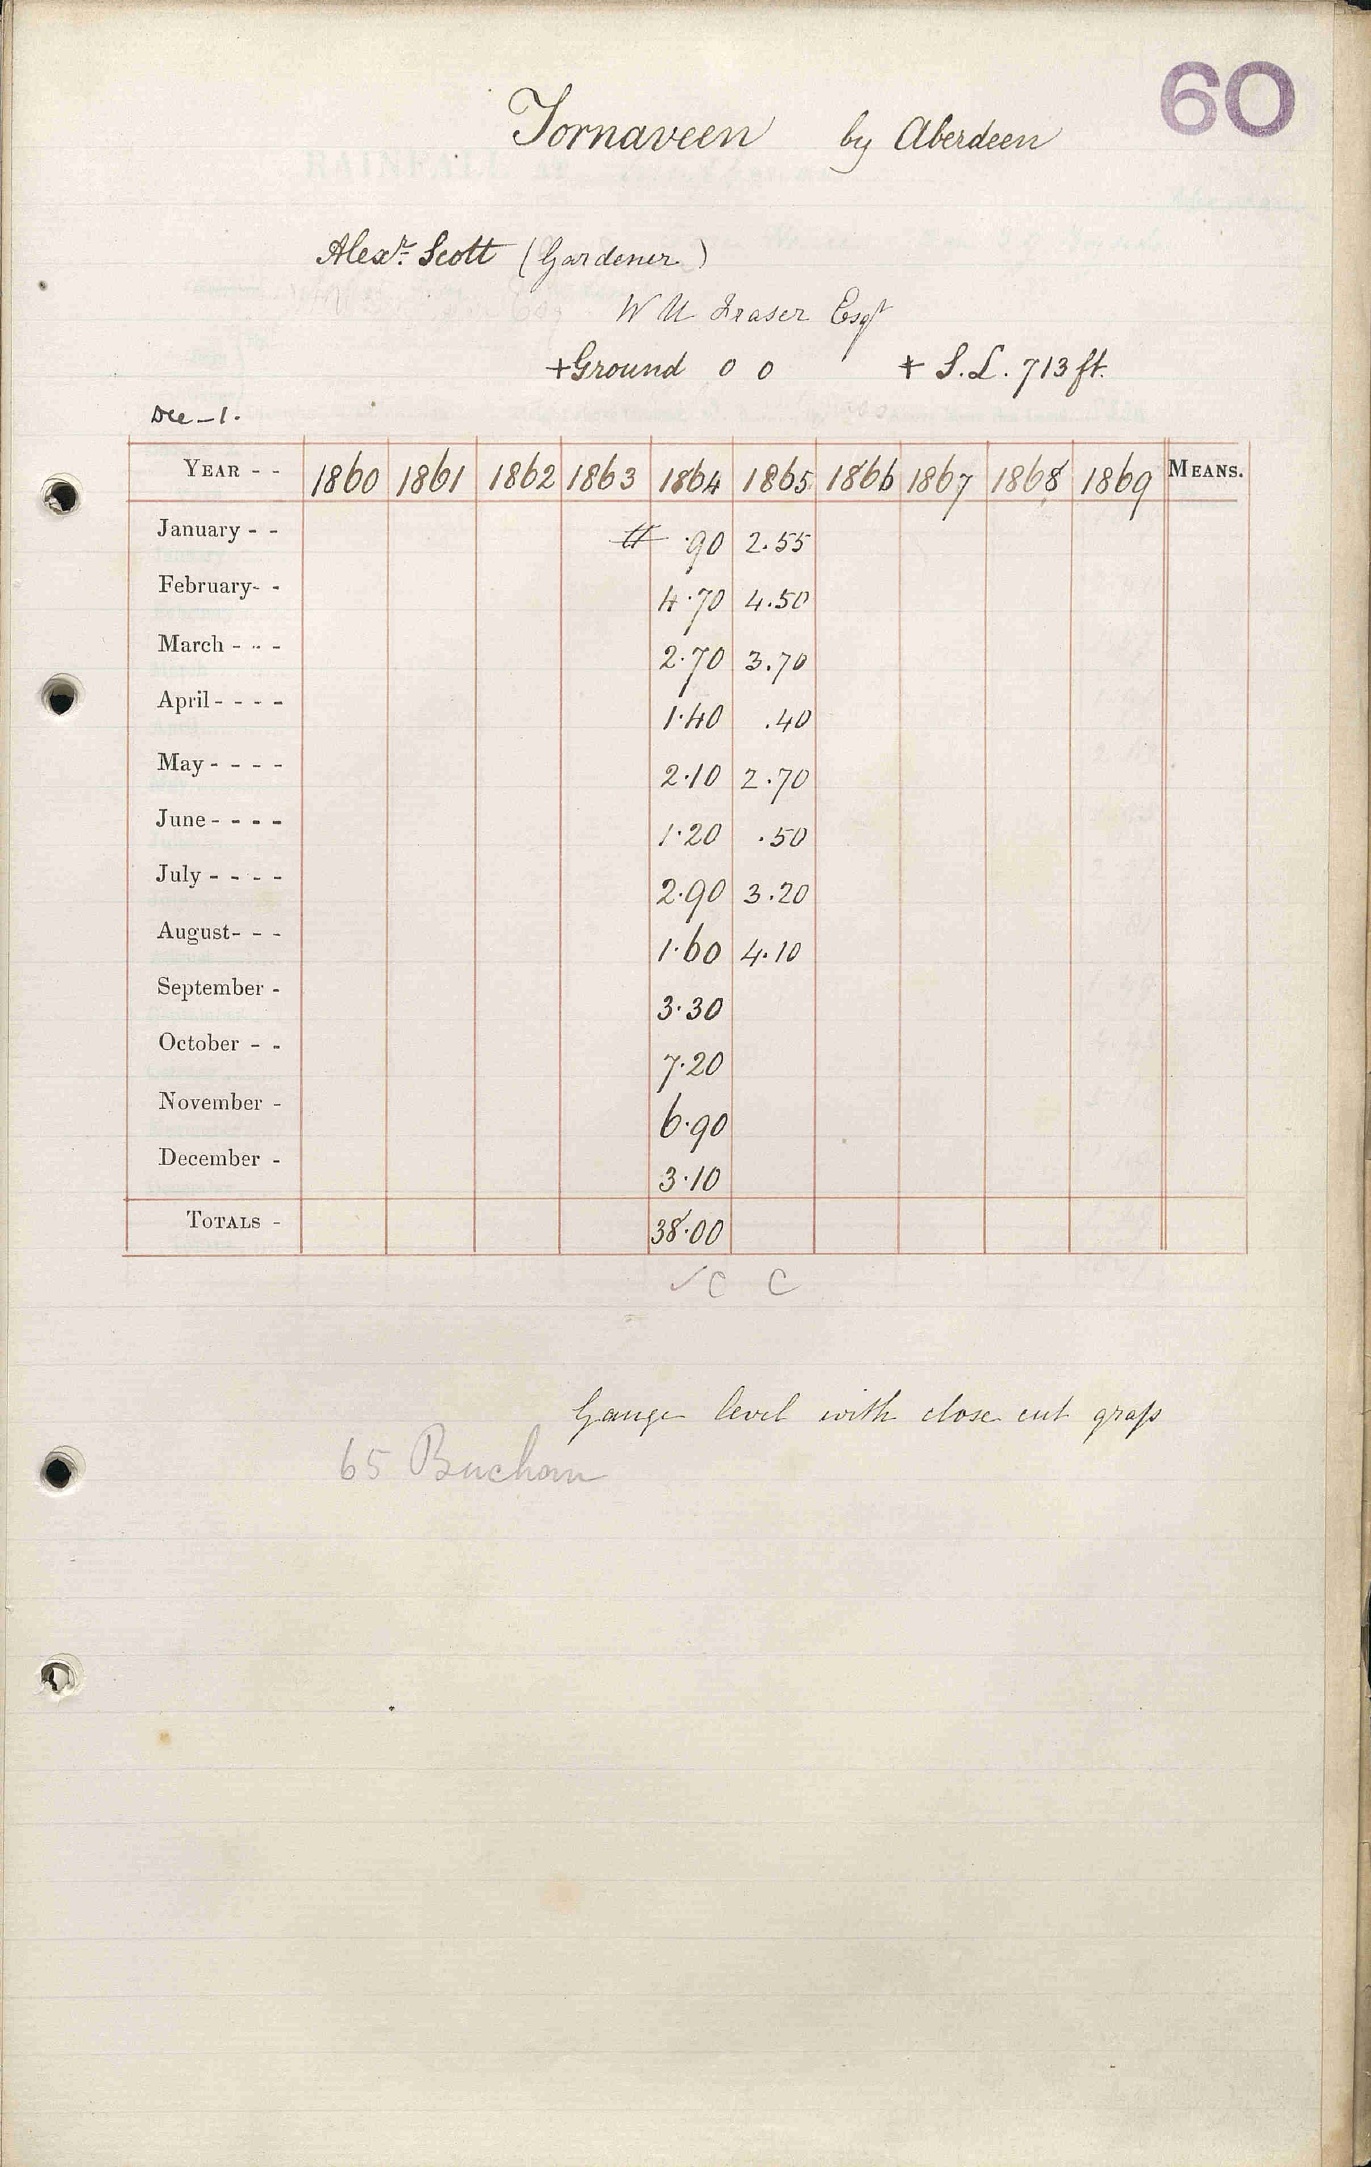 60
Tornaveen by Aberdeen
Alexr. Scott (Gardener)
W U Fraser Esqr
+Ground 0 0 + S.L. 713 ft.
Dec - 1.
YEAR - - 1860 1861 1862 1863 1864 1865 1866 1867 1868 1869 MEANS.
January - - .90 2.55
February- - 4.70 4.50
March - - - 2.70 3.70
April- - - - 1.40 .40
May - - - - 2.10 2.70
June - - - - 1.20 .50
July - - - - 2.90 3.20
August- - - 1.60 4.10
September - 3.30
October - - 7.20
November - 6.90
December - 3.10
TOTALS - 38.00
✓C C
Gauge level with close cut grass
65 Buchan